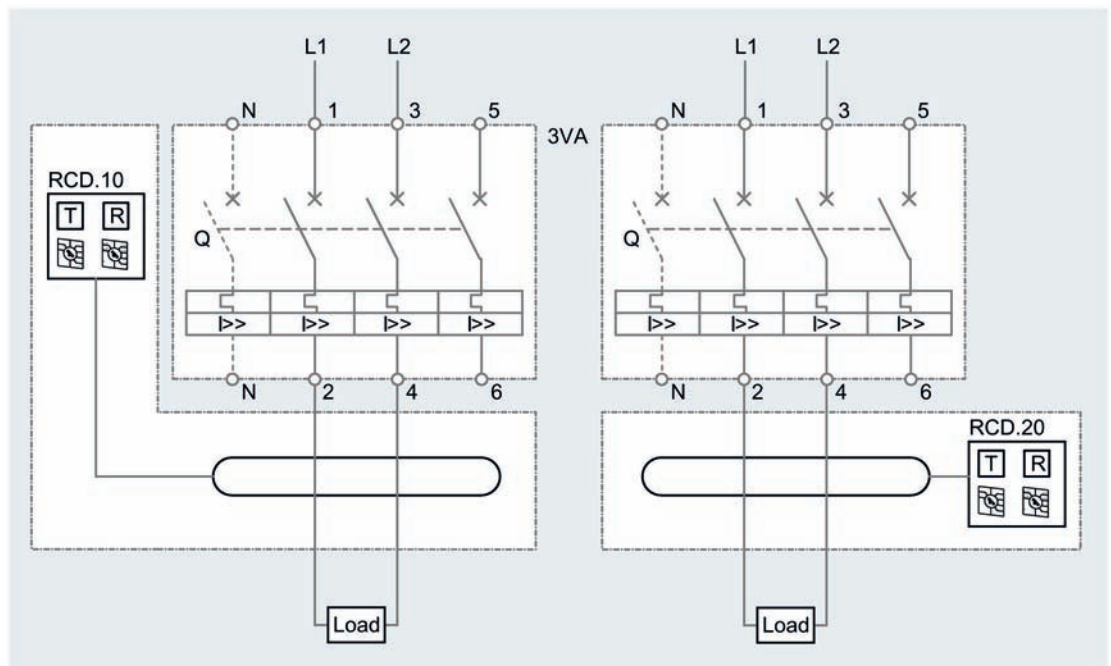 L1 L2 L1 L2
N 1 3 5 3VA N 1 3 5
RCD.10
T R
Q Q
I>> I>> I>> I>> I>> I>> I>> I>>
N 2 4 6 N 2 4 6
RCD.20
T R
Load Load